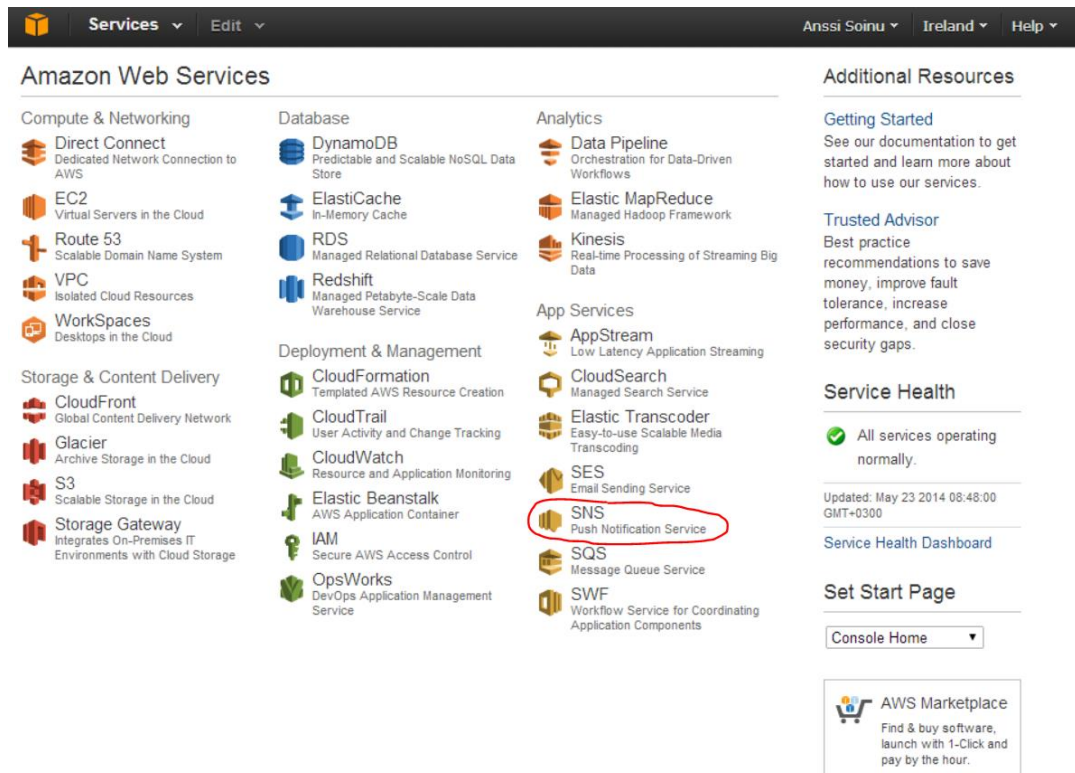 Services Edit Anssi Soinu Ireland Help
Amazon Web Services
Compute & Networking
Direct Connect
Dedicated Network Connection to
AWS
EC2
Virtual Servers in the Cloud
Route 53
Scalable Domain Name System
VPC
Isolated Cloud Resources
WorkSpaces
Desktops in the Cloud
Storage & Content Delivery
CloudFront
Global Content Delivery Network
Glacier
Archive Storage in the Cloud
S3
Scalable Storage in the Cloud
Storage Gateway
Integrates On-Premises IT
Environments with Cloud Storage
Database
DynamoDB
Predictable and Scalable NoSQL Data
Store
ElastiCache
In-Memory Cache
RDS
Managed Relational Database Service
Redshift
Managed Petabyte-Scale Data
Warehouse Service
Deployment & Management
CloudFormation
Templated AWS Resource Creation
CloudTrail
User Activity and Change Tracking
CloudWatch
Resource and Application Monitoring
Elastic Beanstalk
AWS Application Container
IAM
Secure AWS Access Control
OpsWorks
DevOps Application Management
Service
Analytics
Data Pipeline
Orchestration for Data-Driven
Workflows
Elastic MapReduce
Managed Hadoop Framework
Kinesis
Real-time Processing of Streaming Big
Data
App Services
AppStream
Low Latency Application Streaming
CloudSearch
Managed Search Service
Elastic Transcoder
Easy-to-use Scalable Media
Transcoding
SES
Email Sending Service
SNS
Push Notification Service
SQS
Message Queue Service
SWF
Workflow Service for Coordinating
Application Components
Additional Resources
Getting Started
See our documentation to get
started and learn more about
how to use our services.
Trusted Advisor
Best practice
recommendations to save
money, improve fault
tolerance, increase
performance, and close
security gaps.
Service Health
All services operating
normally.
Updated: May 23 2014 08:48:00
GMT+0300
Service Health Dashboard
Set Start Page
Console Home
AWS Marketplace
Find & buy software,
launch with 1-Click and
pay by the hour.